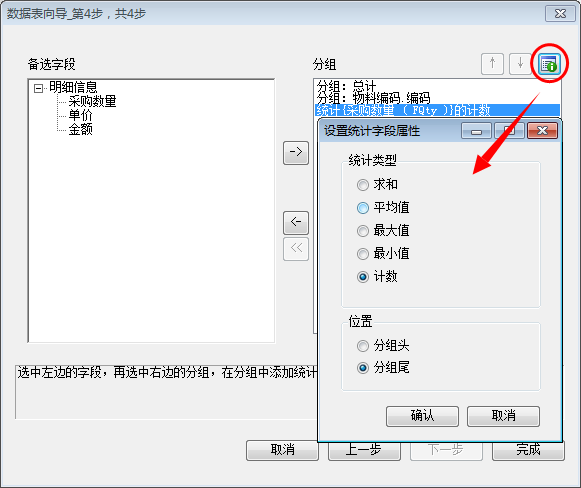 数据表向导_第4步，共4步
备选字段
分组
明细信息
采购数量
单价
金额
分组: 总计
分组: 物料编码.编码
统计{采购数量 ( FQty )}的计数
设置统计字段属性
统计类型
求和
平均值
最大值
最小值
计数
位置
分组头
分组尾
确认
取消
选中左边的字段，再选中右边的分组，在分组中添加统计
取消
上一步
下一步
完成